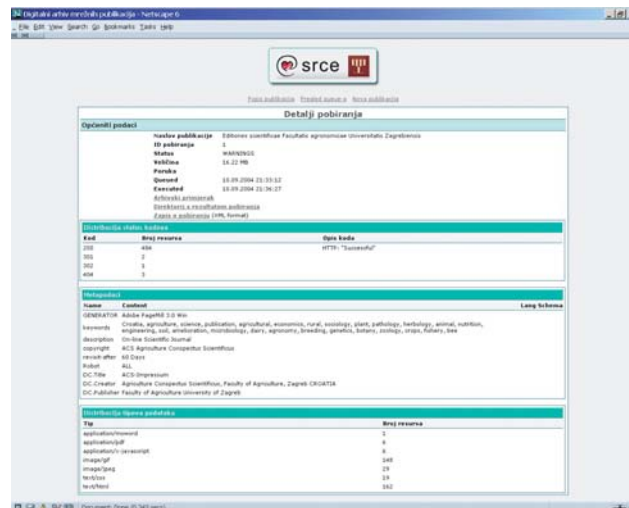 Digitalni arhiv mrežnih publikacija - Netscape 6
File Edit View Search Go Bookmarks Tasks Help
srce
Popis publikacija Pregled queue-a Nova publikacija
Detalji pobiranja
Općeniti podaci
Naslov publikacije Editiones scientificae Facultatis agronomicae Universitatis Zagrebiensis
ID pobiranja 1
Status WARNINGS
Veličina 16.22 MB
Poruka
Queued 10.09.2004 21:33:12
Executed 10.09.2004 21:36:27
Arhivski primjerak
Direktorij s rezultatom pobiranja
Zapis o pobiranju (XML format)
Distribucija status kodova
Kod Broj resursa Opis koda
200 404 HTTP: "Successful"
301 2
302 1
404 3
Metapodaci
Name Content Lang Schema
GENERATOR Adobe PageMill 3.0 Win
keywords Croatia, agriculture, science, publication, agricultural, economics, rural, sociology, plant, pathology, herbology, animal, nutrition,
engineering, soil, amelioration, microbiology, dairy, agronomy, breeding, genetics, botany, zoology, crops, fishery, bee
description On-line Scientific Journal
copyright ACS Agriculture Conspectus Scientificus
revisit-after 60 Days
Robot ALL
DC.Title ACS-Impressum
DC.Creator Agriculture Conspectus Scientificus, Faculty of Agriculture, Zagreb CROATIA
DC.Publisher Faculty of Agriculture University of Zagreb
Distribucija tipova podataka
Tip Broj resursa
application/msword 1
application/pdf 6
application/x-javascript
image/gif
image/jpeg 29
text/css 19
text/html 162